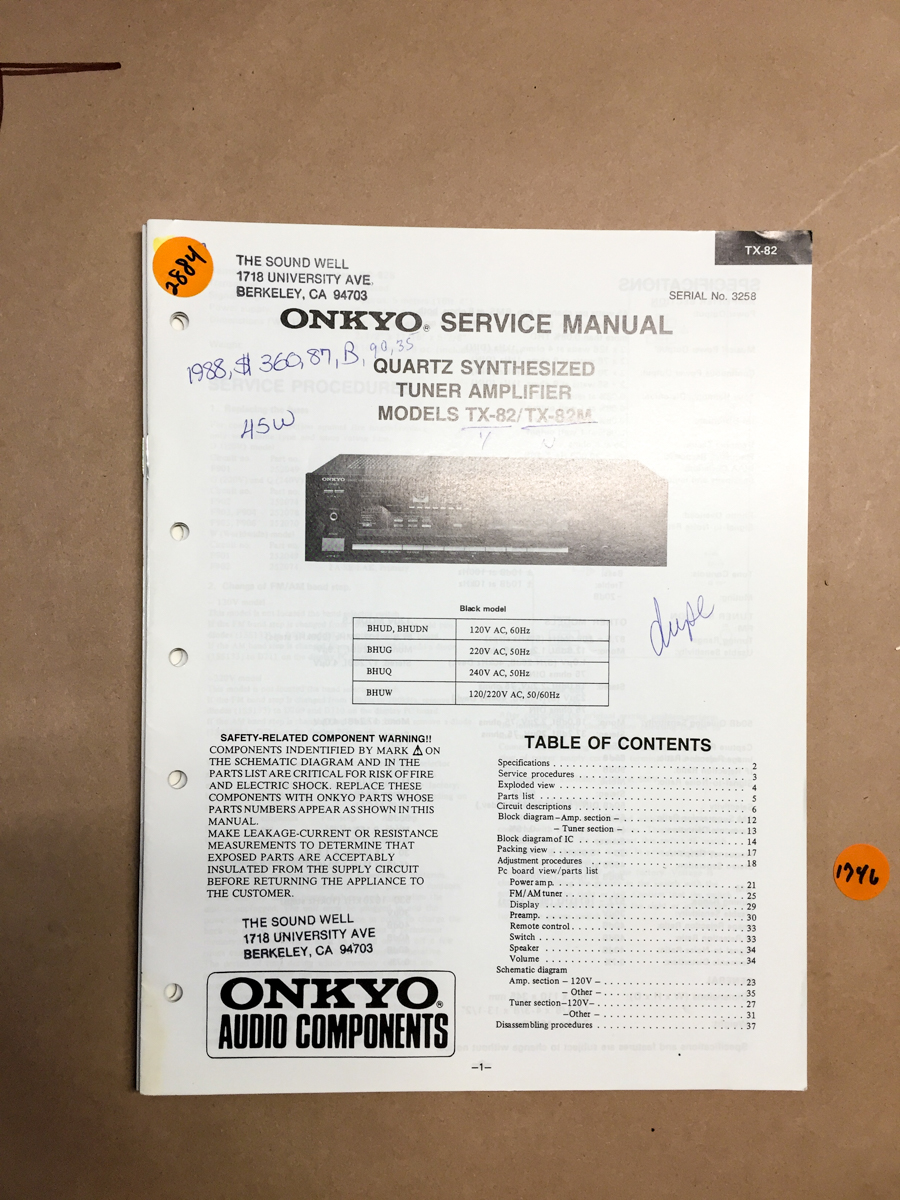 TX-82
2884
THE SOUND WELL
1718 UNIVERSITY AVE.
BERKELEY, CA 94703
SERIAL No. 3258
ONKYO® SERVICE MANUAL
1988, $360, 87, B, 90, 35
QUARTZ SYNTHESIZED
TUNER AMPLIFIER
MODELS TX-82/TX-82M
45W
ONKYO
dupe
Black model
BHUD, BHUDN 120V AC, 60Hz
BHUG 220V AC, 50Hz
BHUQ 240V AC, 50Hz
BHUW 120/220V AC, 50/60Hz
SAFETY-RELATED COMPONENT WARNING!!
COMPONENTS INDENTIFIED BY MARK ⚠ ON
THE SCHEMATIC DIAGRAM AND IN THE
PARTS LIST ARE CRITICAL FOR RISK OF FIRE
AND ELECTRIC SHOCK. REPLACE THESE
COMPONENTS WITH ONKYO PARTS WHOSE
PARTS NUMBERS APPEAR AS SHOWN IN THIS
MANUAL.
MAKE LEAKAGE-CURRENT OR RESISTANCE
MEASUREMENTS TO DETERMINE THAT
EXPOSED PARTS ARE ACCEPTABLY
INSULATED FROM THE SUPPLY CIRCUIT
BEFORE RETURNING THE APPLIANCE TO
THE CUSTOMER.
THE SOUND WELL
1718 UNIVERSITY AVE
BERKELEY, CA 94703
ONKYO®
AUDIO COMPONENTS
TABLE OF CONTENTS
Specifications . . . . . 2
Service procedures . . . . . 3
Exploded view . . . . . 4
Parts list . . . . . 5
Circuit descriptions . . . . . 6
Block diagram – Amp. section – . . . . . 12
– Tuner section – . . . . . 13
Block diagram of IC . . . . . 14
Packing view . . . . . 17
Adjustment procedures . . . . . 18
Pc board view/parts list
Power amp. . . . . . 21
FM/AM tuner . . . . . 25
Display . . . . . 29
Preamp. . . . . . 30
Remote control . . . . . 33
Switch . . . . . 33
Speaker . . . . . 34
Volume . . . . . 34
Schematic diagram
Amp. section – 120V – . . . . . 23
– Other – . . . . . 35
Tuner section–120V– . . . . . 27
–Other – . . . . . 31
Disassembling procedures . . . . . 37
–1–
1746